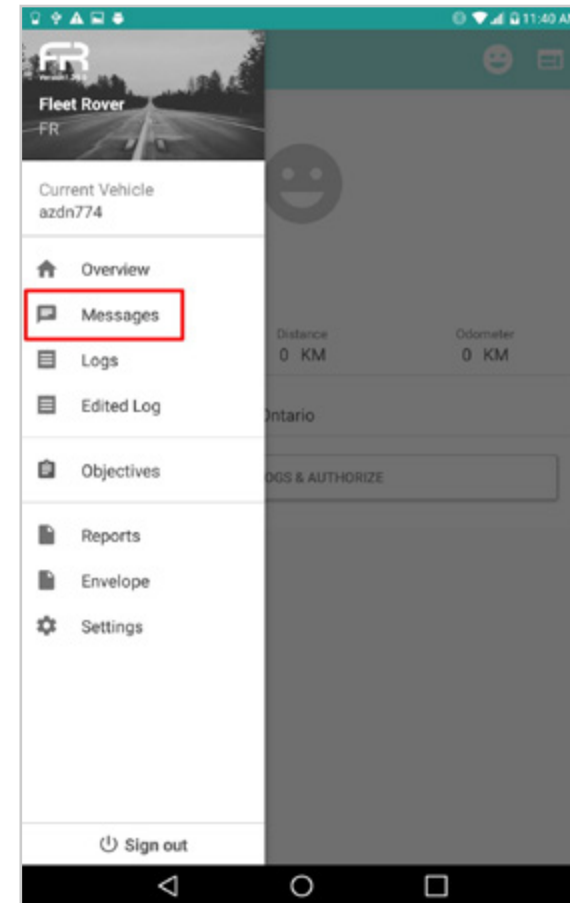 11:40 AM
FR
Fleet Rover
FR
Current Vehicle
azdn774
Overview
Messages
Logs
Edited Log
Objectives
Reports
Envelope
Settings
Sign out
Distance
0 KM
Odometer
0 KM
Ontario
OGS & AUTHORIZE